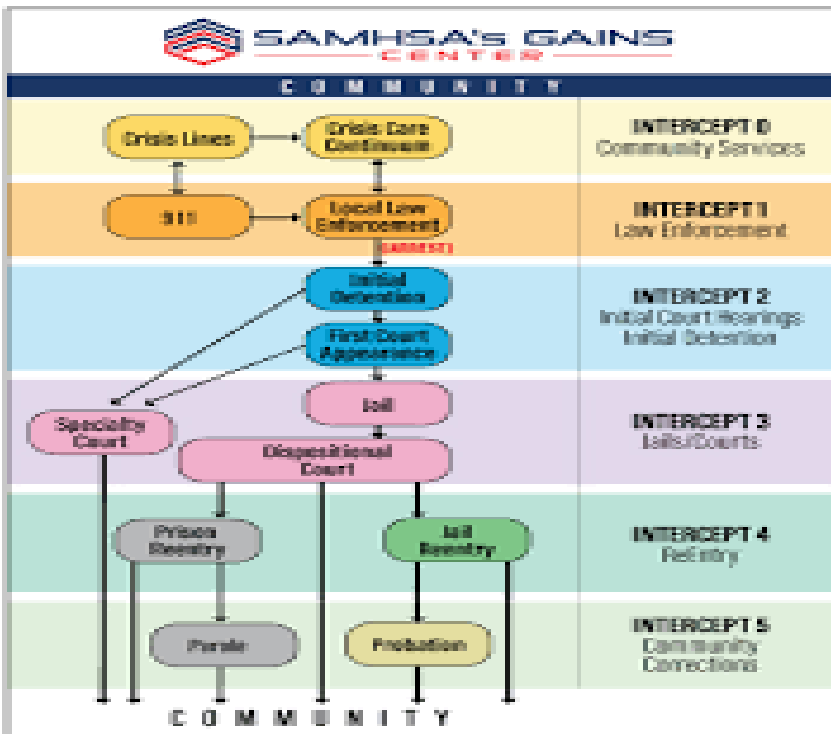 SAMHSA's GAINS
CENTER
COMMUNITY
Crisis Lines
Crisis Care
Continuum
INTERCEPT 0
Community Services
911
Local Law
Enforcement
INTERCEPT 1
Law Enforcement
(ARREST)
Initial
Detention
First Court
Appearance
INTERCEPT 2
Initial Court Hearings
Initial Detention
Jail
Specialty
Court
Dispositional
Court
INTERCEPT 3
Jails/Courts
Prison
Reentry
Jail
Reentry
INTERCEPT 4
ReEntry
Parole
Probation
INTERCEPT 5
Community
Corrections
COMMUNITY